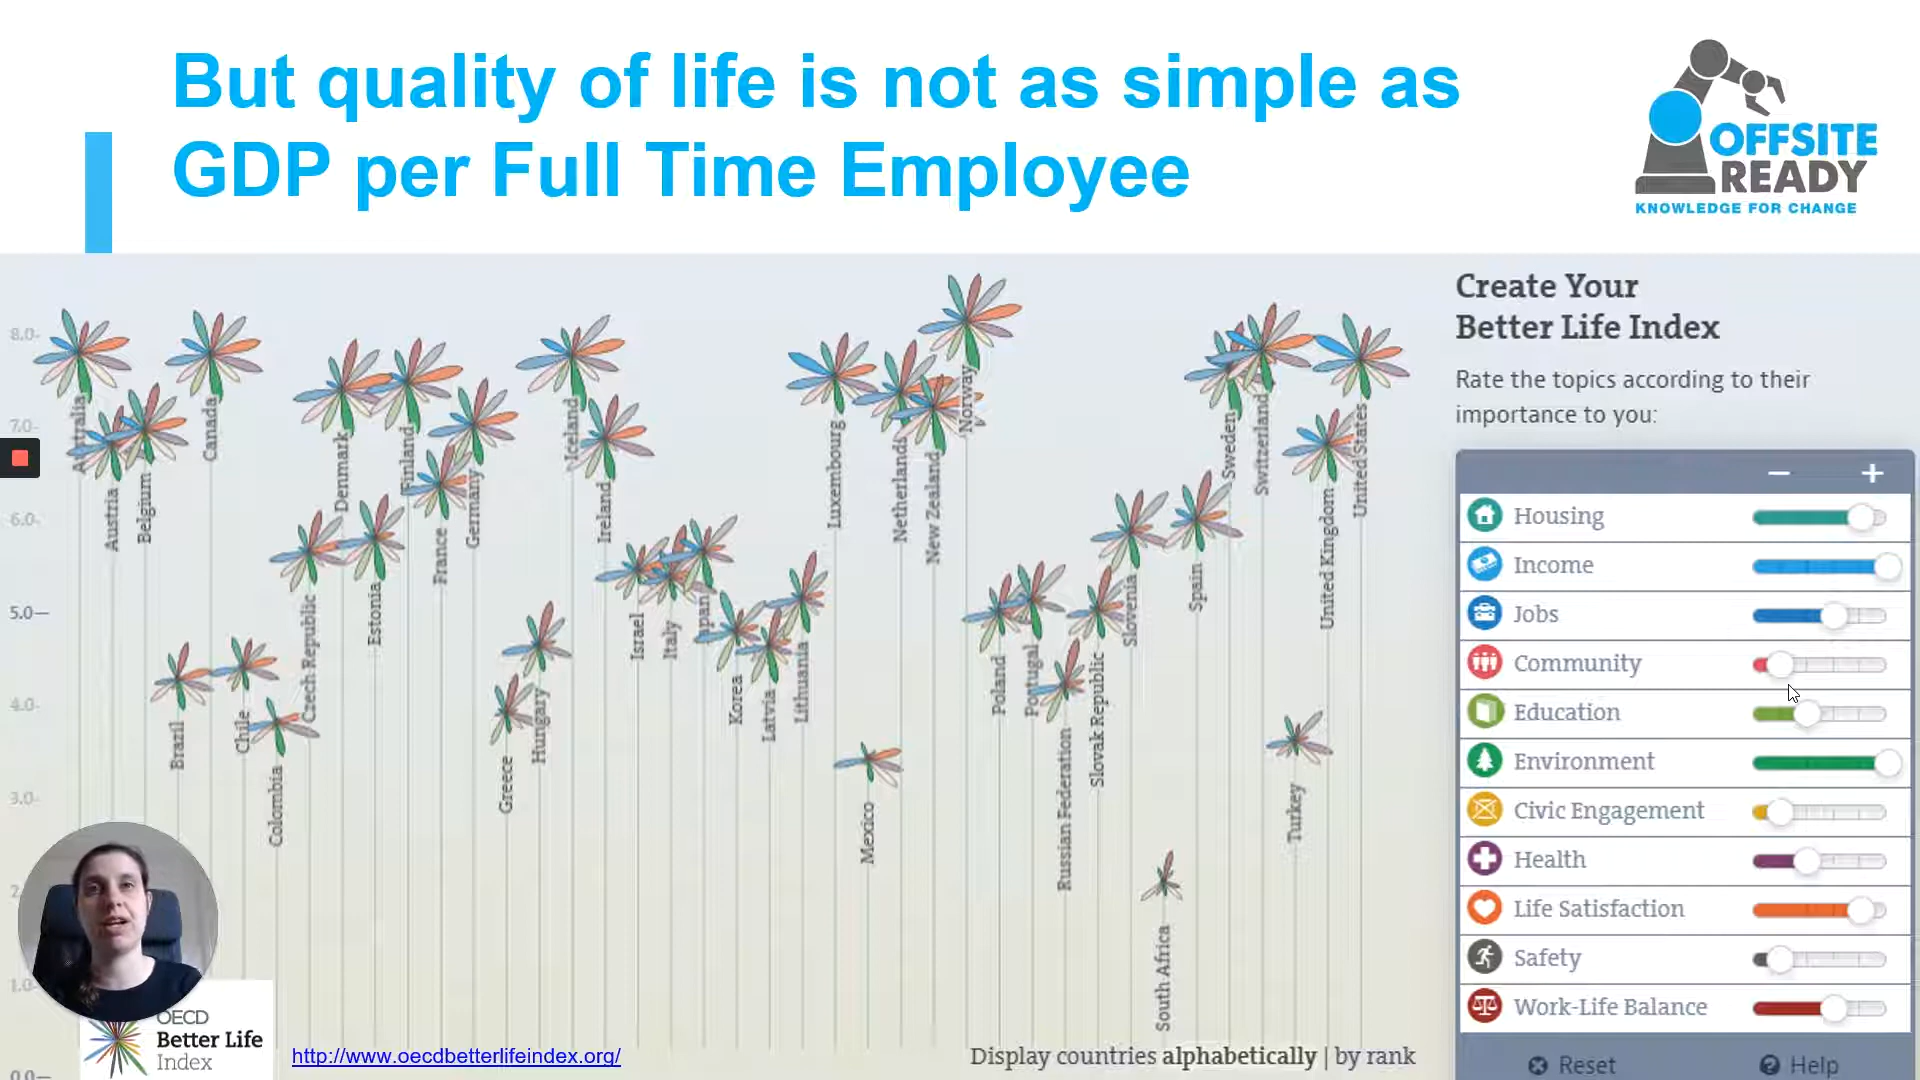 But quality of life is not as simple as
GDP per Full Time Employee
OFFSITE
READY
KNOWLEDGE FOR CHANGE
8.0
7.0
6.0
5.0
4.0
3.0
1.0
0.0
Australia
Austria
Belgium
Brazil
Canada
Chile
Colombia
Czech Republic
Denmark
Estonia
Finland
France
Germany
Greece
Hungary
Iceland
Ireland
Israel
Italy
Japan
Korea
Latvia
Lithuania
Luxembourg
Mexico
Netherlands
New Zealand
Norway
Poland
Portugal
Russian Federation
Slovak Republic
Slovenia
South Africa
Spain
Sweden
Switzerland
Turkey
United Kingdom
United States
Create Your
Better Life Index
Rate the topics according to their
importance to you:
− +
Housing
Income
Jobs
Community
Education
Environment
Civic Engagement
Health
Life Satisfaction
Safety
Work-Life Balance
Reset
Help
OECD
Better Life
Index
http://www.oecdbetterlifeindex.org/
Display countries alphabetically | by rank